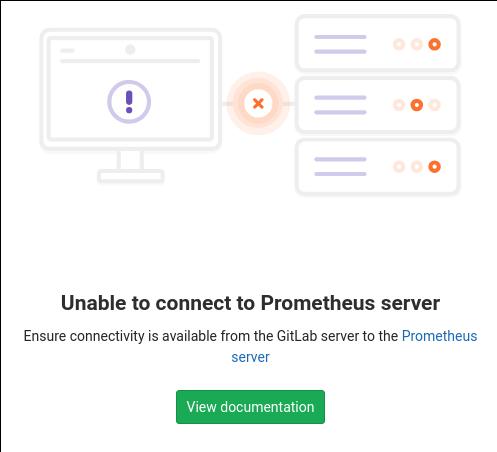 Unable to connect to Prometheus server
Ensure connectivity is available from the GitLab server to the Prometheus
server
View documentation